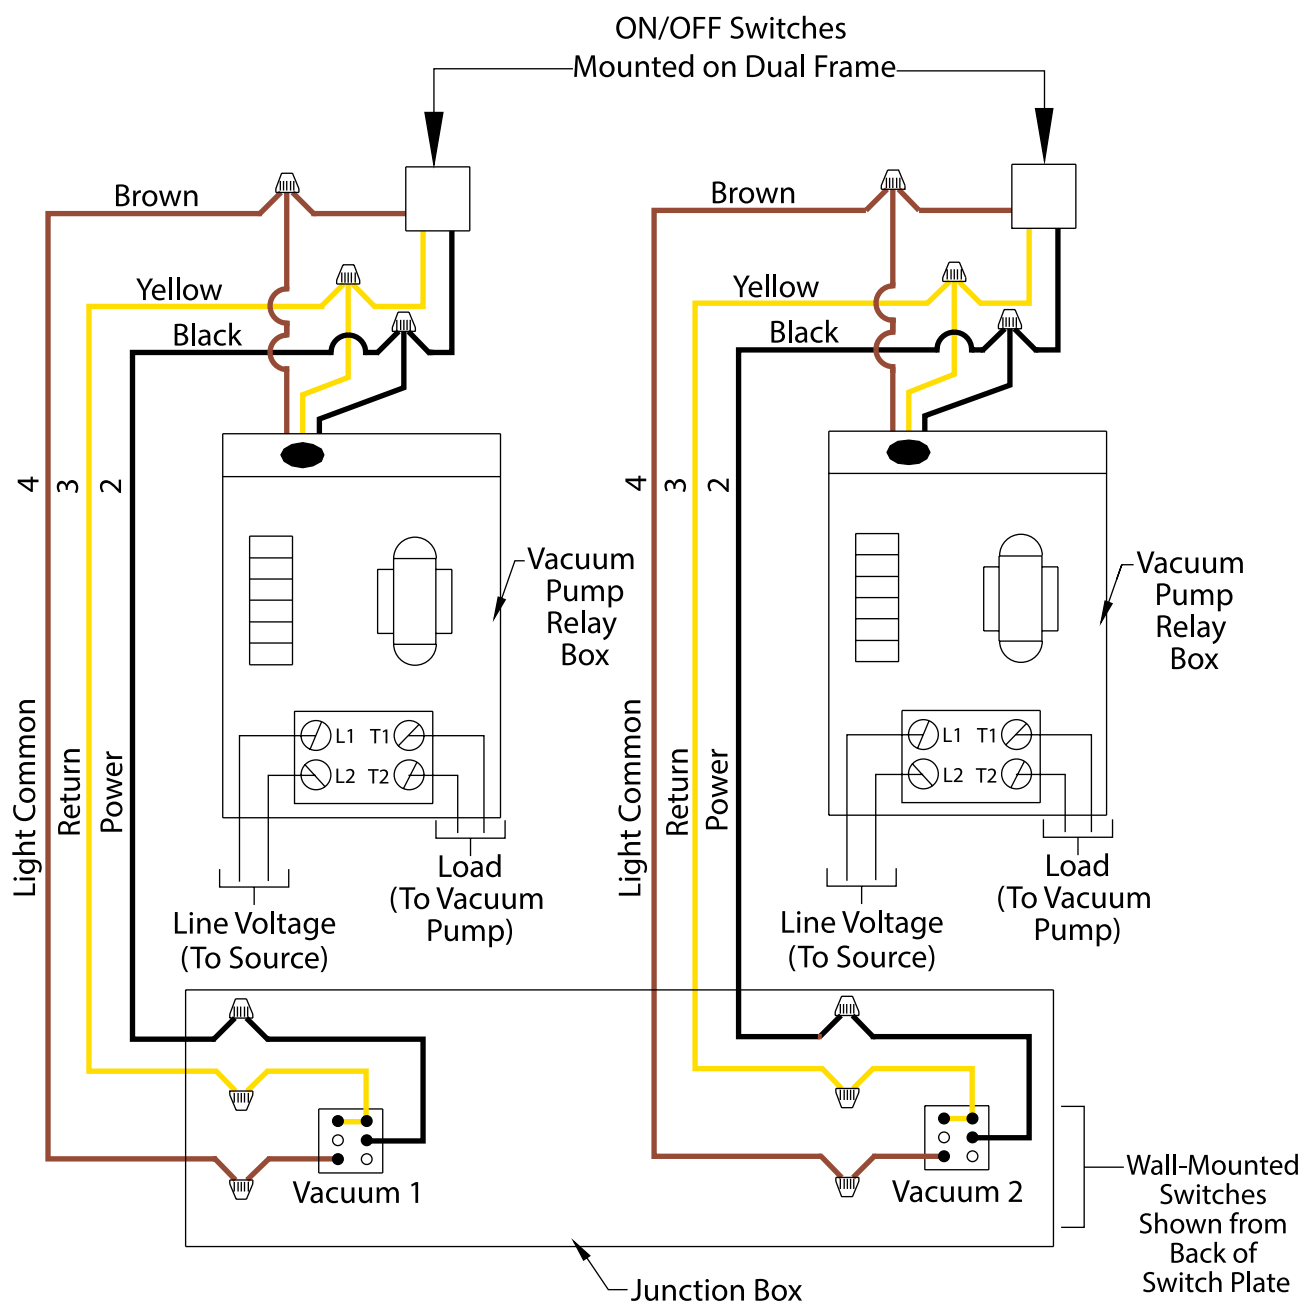 ON/OFF Switches
Mounted on Dual Frame
Brown
Yellow
Black
4
3
2
Light Common
Return
Power
Vacuum
Pump
Relay
Box
L1
T1
L2
T2
Load
(To Vacuum
Pump)
Line Voltage
(To Source)
Brown
Yellow
Black
4
3
2
Light Common
Return
Power
Vacuum
Pump
Relay
Box
L1
T1
L2
T2
Load
(To Vacuum
Pump)
Line Voltage
(To Source)
Vacuum 1
Vacuum 2
Wall-Mounted
Switches
Shown from
Back of
Switch Plate
Junction Box